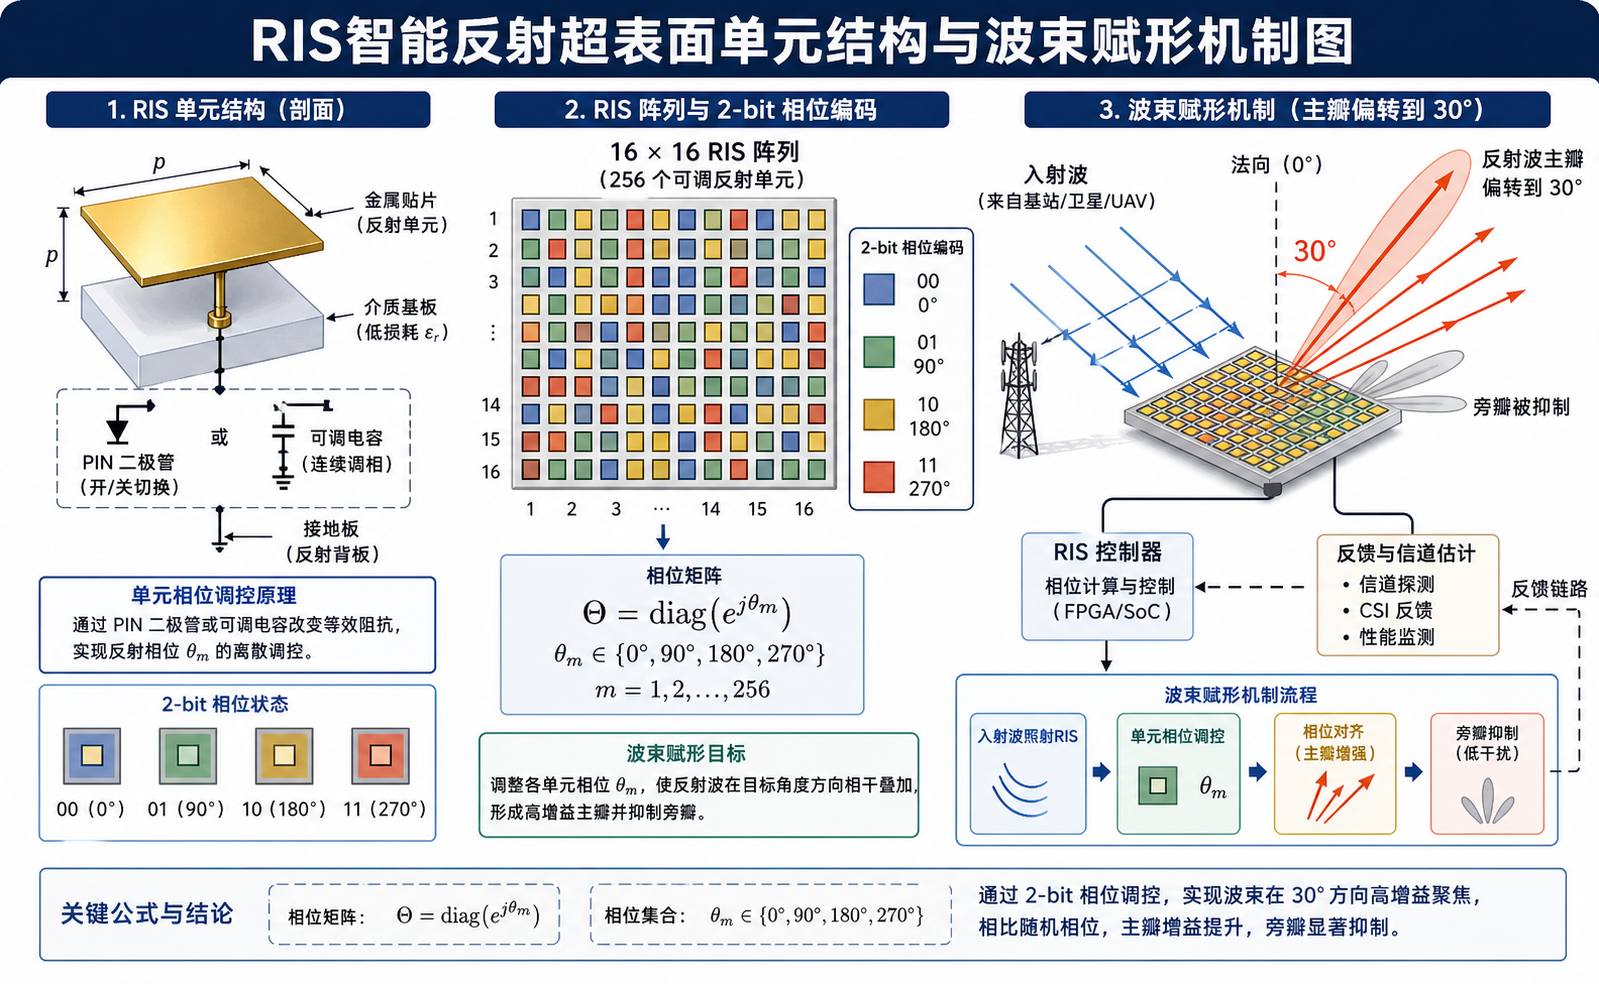 RIS智能反射超表面单元结构与波束赋形机制图
1. RIS 单元结构（剖面）
p
p
金属贴片
（反射单元）
介质基板
（低损耗 εr）
PIN 二极管
（开/关切换）
或
可调电容
（连续调相）
接地板
（反射背板）
单元相位调控原理
通过 PIN 二极管或可调电容改变等效阻抗，
实现反射相位 θm 的离散调控。
2-bit 相位状态
00（0°）
01（90°）
10（180°）
11（270°）
2. RIS 阵列与 2-bit 相位编码
16 × 16 RIS 阵列
（256 个可调反射单元）
1
2
3
⋮
14
15
16
1 2 3 ⋯ 14 15 16
2-bit 相位编码
00
0°
01
90°
10
180°
11
270°
相位矩阵
Θ = diag(e^{jθm})
θm ∈ {0°, 90°, 180°, 270°}
m = 1, 2, …, 256
波束赋形目标
调整各单元相位 θm，使反射波在目标角度方向相干叠加，
形成高增益主瓣并抑制旁瓣。
3. 波束赋形机制（主瓣偏转到 30°）
入射波
（来自基站/卫星/UAV）
法向（0°）
30°
反射波主瓣
偏转到 30°
旁瓣被抑制
RIS 控制器
相位计算与控制
（FPGA/SoC）
反馈与信道估计
• 信道探测
• CSI 反馈
• 性能监测
反馈链路
波束赋形机制流程
入射波照射RIS
单元相位调控
θm
相位对齐
（主瓣增强）
旁瓣抑制
（低干扰）
关键公式与结论
相位矩阵： Θ = diag(e^{jθm})
相位集合： θm ∈ {0°, 90°, 180°, 270°}
通过 2-bit 相位调控，实现波束在 30° 方向高增益聚焦，
相比随机相位，主瓣增益提升，旁瓣显著抑制。